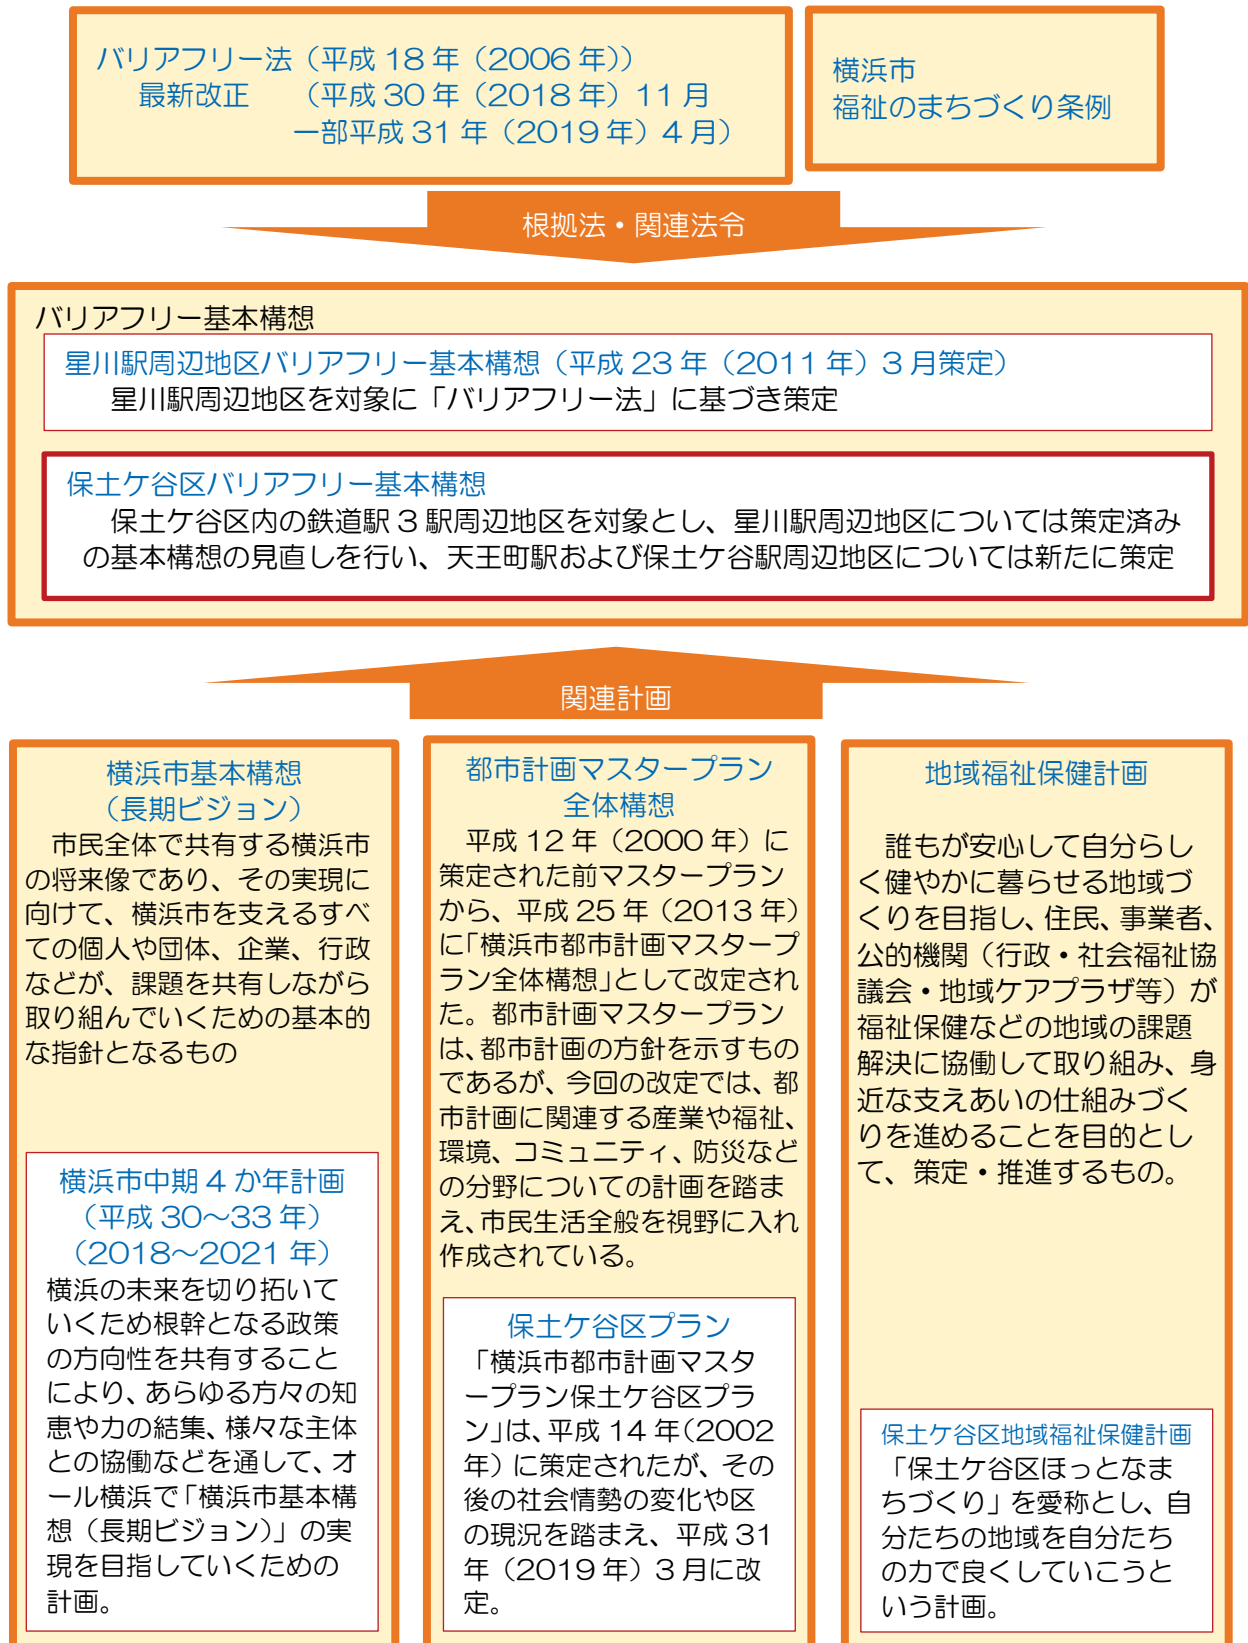 バリアフリー法（平成 18 年（2006 年））
最新改正　（平成 30 年（2018 年）11 月
一部平成 31 年（2019 年）4 月）
横浜市
福祉のまちづくり条例
根拠法・関連法令
バリアフリー基本構想
星川駅周辺地区バリアフリー基本構想（平成 23 年（2011 年）3 月策定）
星川駅周辺地区を対象に「バリアフリー法」に基づき策定
保土ケ谷区バリアフリー基本構想
保土ケ谷区内の鉄道駅 3 駅周辺地区を対象とし、星川駅周辺地区については策定済み
の基本構想の見直しを行い、天王町駅および保土ケ谷駅周辺地区については新たに策定
関連計画
横浜市基本構想
（長期ビジョン）
市民全体で共有する横浜市
の将来像であり、その実現に
向けて、横浜市を支えるすべ
ての個人や団体、企業、行政
などが、課題を共有しながら
取り組んでいくための基本的
な指針となるもの
横浜市中期 4 か年計画
（平成 30～33 年）
（2018～2021 年）
横浜の未来を切り拓いて
いくため根幹となる政策
の方向性を共有すること
により、あらゆる方々の知
恵や力の結集、様々な主体
との協働などを通して、オ
ール横浜で「横浜市基本構
想（長期ビジョン）」の実
現を目指していくための
計画。
都市計画マスタープラン
全体構想
平成 12 年（2000 年）に
策定された前マスタープラン
から、平成 25 年（2013 年）
に「横浜市都市計画マスタープ
ラン全体構想」として改定され
た。都市計画マスタープラン
は、都市計画の方針を示すもの
であるが、今回の改定では、都
市計画に関連する産業や福祉、
環境、コミュニティ、防災など
の分野についての計画を踏ま
え、市民生活全般を視野に入れ
作成されている。
保土ケ谷区プラン
「横浜市都市計画マスタ
ープラン保土ケ谷区プラ
ン」は、平成 14 年（2002
年）に策定されたが、その
後の社会情勢の変化や区
の現況を踏まえ、平成 31
年（2019 年）3 月に改
定。
地域福祉保健計画
誰もが安心して自分らし
く健やかに暮らせる地域づ
くりを目指し、住民、事業者、
公的機関（行政・社会福祉協
議会・地域ケアプラザ等）が
福祉保健などの地域の課題
解決に協働して取り組み、身
近な支えあいの仕組みづく
りを進めることを目的とし
て、策定・推進するもの。
保土ケ谷区地域福祉保健計画
「保土ケ谷区ほっとなま
ちづくり」を愛称とし、自
分たちの地域を自分たち
の力で良くしていこうと
いう計画。